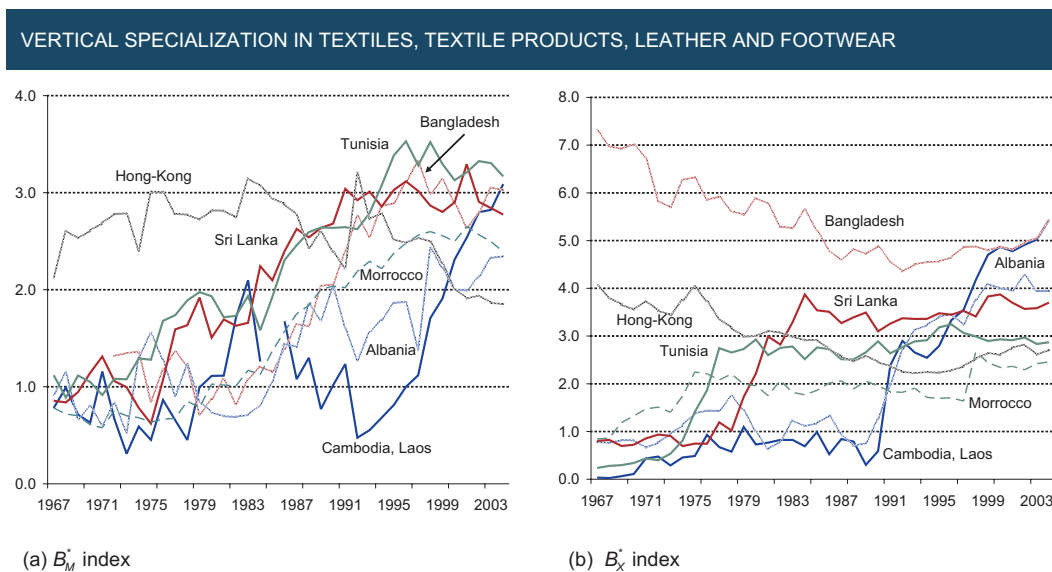 VERTICAL SPECIALIZATION IN TEXTILES, TEXTILE PRODUCTS, LEATHER AND FOOTWEAR
4.0
3.0
2.0
1.0
0.0
Bangladesh
Tunisia
Hong-Kong
Sri Lanka
Morrocco
Albania
Cambodia, Laos
1967 1971 1975 1979 1983 1987 1991 1995 1999 2003
(a) B*M index
8.0
7.0
6.0
5.0
4.0
3.0
2.0
1.0
0.0
Bangladesh
Albania
Sri Lanka
Hong-Kong
Tunisia
Morrocco
Cambodia, Laos
1967 1971 1975 1979 1983 1987 1991 1995 1999 2003
(b) B*X index